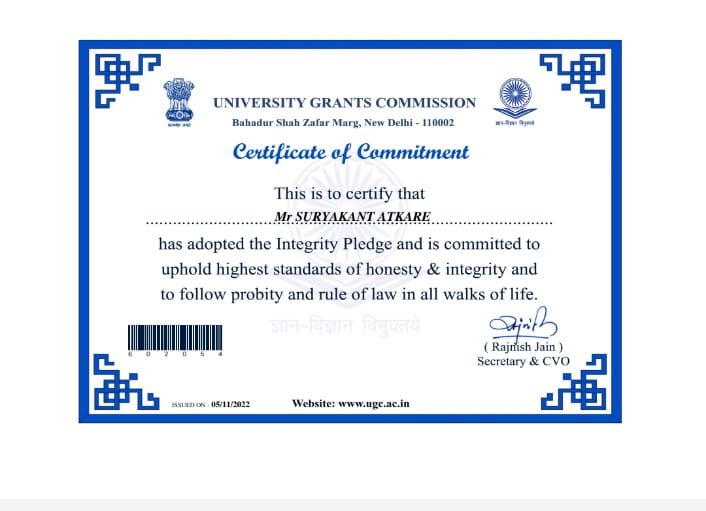 UNIVERSITY GRANTS COMMISSION
Bahadur Shah Zafar Marg, New Delhi - 110002
सत्यमेव जयते
ज्ञान-विज्ञान विमुक्तये
Certificate of Commitment
This is to certify that
Mr SURYAKANT ATKARE
has adopted the Integrity Pledge and is committed to
uphold highest standards of honesty & integrity and
to follow probity and rule of law in all walks of life.
ज्ञान-विज्ञान विमुक्तये
602054
( Rajnish Jain )
Secretary & CVO
ISSUED ON : 05/11/2022
Website: www.ugc.ac.in